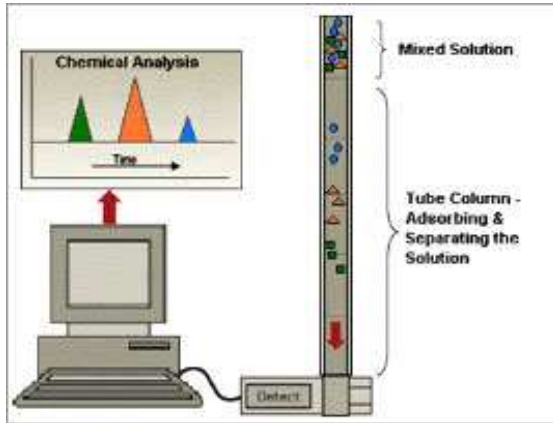 Chemical Analysis
Time
Mixed Solution
Tube Column -
Adsorbing &
Separating the
Solution
Detect